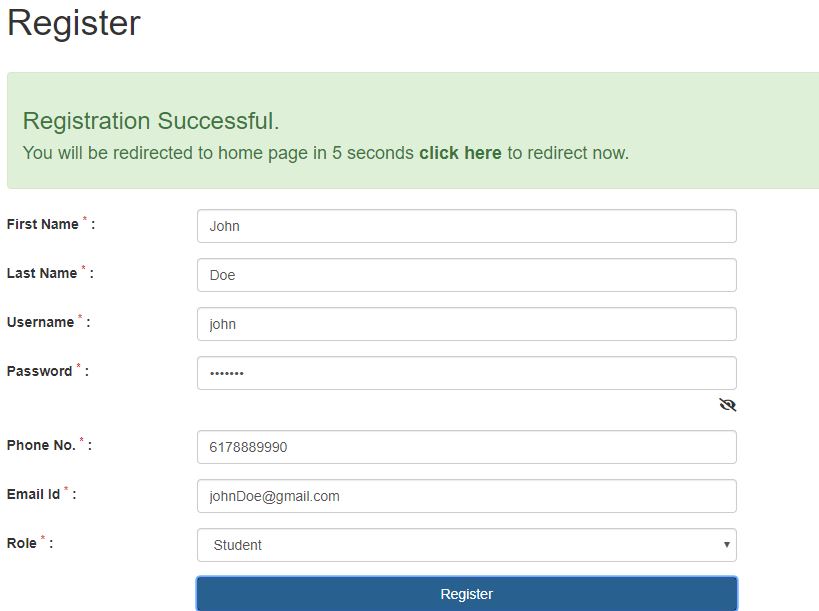 Register
Registration Successful.
You will be redirected to home page in 5 seconds click here to redirect now.
First Name * : John
Last Name * : Doe
Username * : john
Password * : •••••••
Phone No. * : 6178889990
Email Id * : johnDoe@gmail.com
Role * : Student
Register